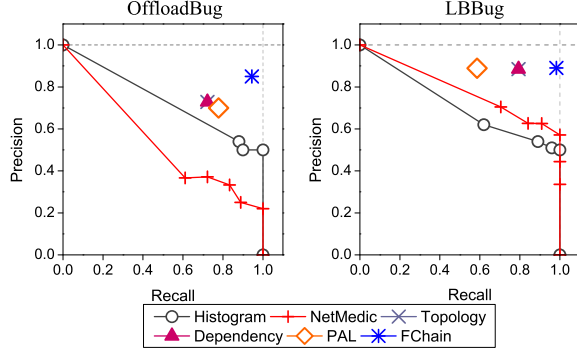 OffloadBug
LBBug
Precision
1.0
0.8
0.6
0.4
0.2
0.0
0.0 0.2 0.4 0.6 0.8 1.0
Recall
Precision
1.0
0.8
0.6
0.4
0.2
0.0
0.0 0.2 0.4 0.6 0.8 1.0
Recall
Histogram NetMedic Topology
Dependency PAL FChain